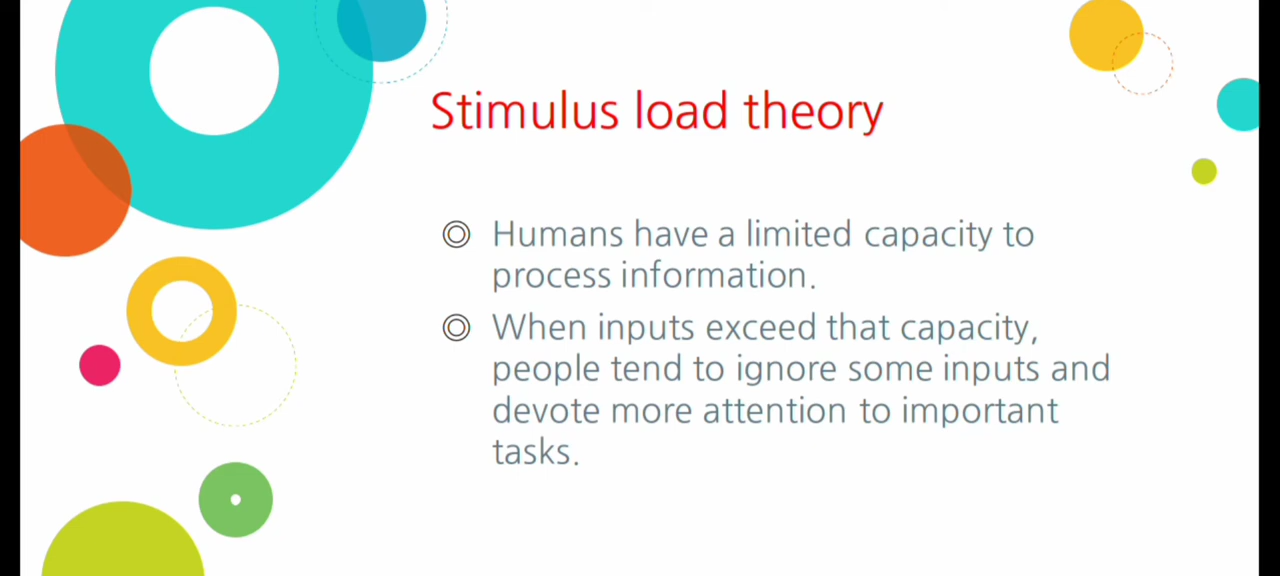 Stimulus load theory
Humans have a limited capacity to
process information.
When inputs exceed that capacity,
people tend to ignore some inputs and
devote more attention to important
tasks.